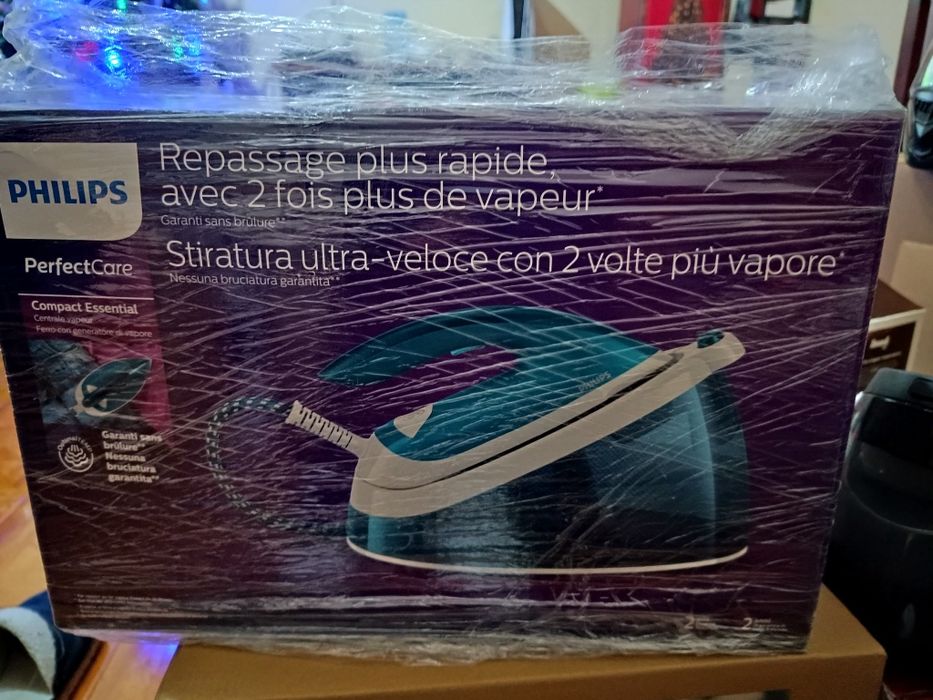 PHILIPS
Repassage plus rapide,
avec 2 fois plus de vapeur*
Garanti sans brûlure**
Stiratura ultra-veloce con 2 volte più vapore*
Nessuna bruciatura garantita**
PerfectCare
Compact Essential
Centrale vapeur
Ferro con generatore di vapore
Garanti sans
brûlure**
Nessuna
bruciatura
garantita**
PHILIPS
2
2